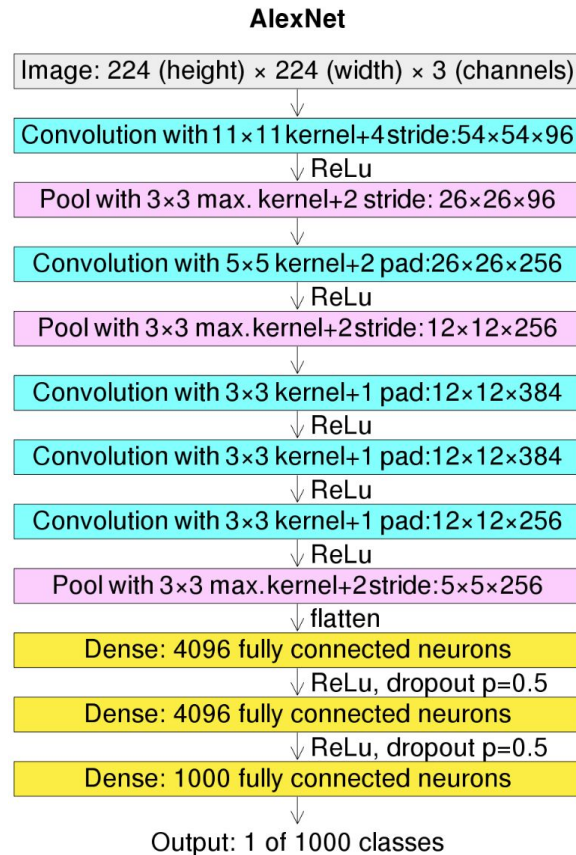 AlexNet
Image: 224 (height) × 224 (width) × 3 (channels)
Convolution with 11×11 kernel+4 stride:54×54×96
ReLu
Pool with 3×3 max. kernel+2 stride: 26×26×96
Convolution with 5×5 kernel+2 pad:26×26×256
ReLu
Pool with 3×3 max.kernel+2stride:12×12×256
Convolution with 3×3 kernel+1 pad:12×12×384
ReLu
Convolution with 3×3 kernel+1 pad:12×12×384
ReLu
Convolution with 3×3 kernel+1 pad:12×12×256
ReLu
Pool with 3×3 max.kernel+2stride:5×5×256
flatten
Dense: 4096 fully connected neurons
ReLu, dropout p=0.5
Dense: 4096 fully connected neurons
ReLu, dropout p=0.5
Dense: 1000 fully connected neurons
Output: 1 of 1000 classes